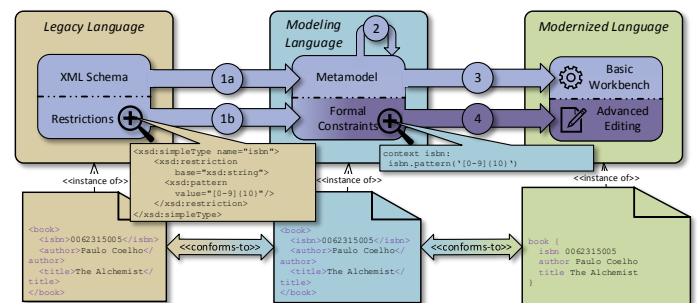 Legacy Language
Modeling
Language
Modernized Language
2
XML Schema
1a
Metamodel
3
Basic
Workbench
Restrictions
1b
Formal
Constraints
4
Advanced
Editing
<xsd:simpleType name="isbn">
<xsd:restriction
base="xsd:string">
<xsd:pattern
value="[0-9]{10}"/>
</xsd:restriction>
</xsd:simpleType>
context isbn:
isbn.pattern('[0-9]{10}')
<<instance of>>
<<instance of>>
<<instance of>>
<book>
<isbn>0062315005</isbn>
<author>Paulo Coelho</
author>
<title>The Alchemist</
title>
</book>
<<conforms-to>>
<book>
<isbn>0062315005</isbn>
<author>Paulo Coelho</
author>
<title>The Alchemist</
title>
</book>
<<conforms-to>>
book {
isbn 0062315005
author Paulo Coelho
title The Alchemist
}